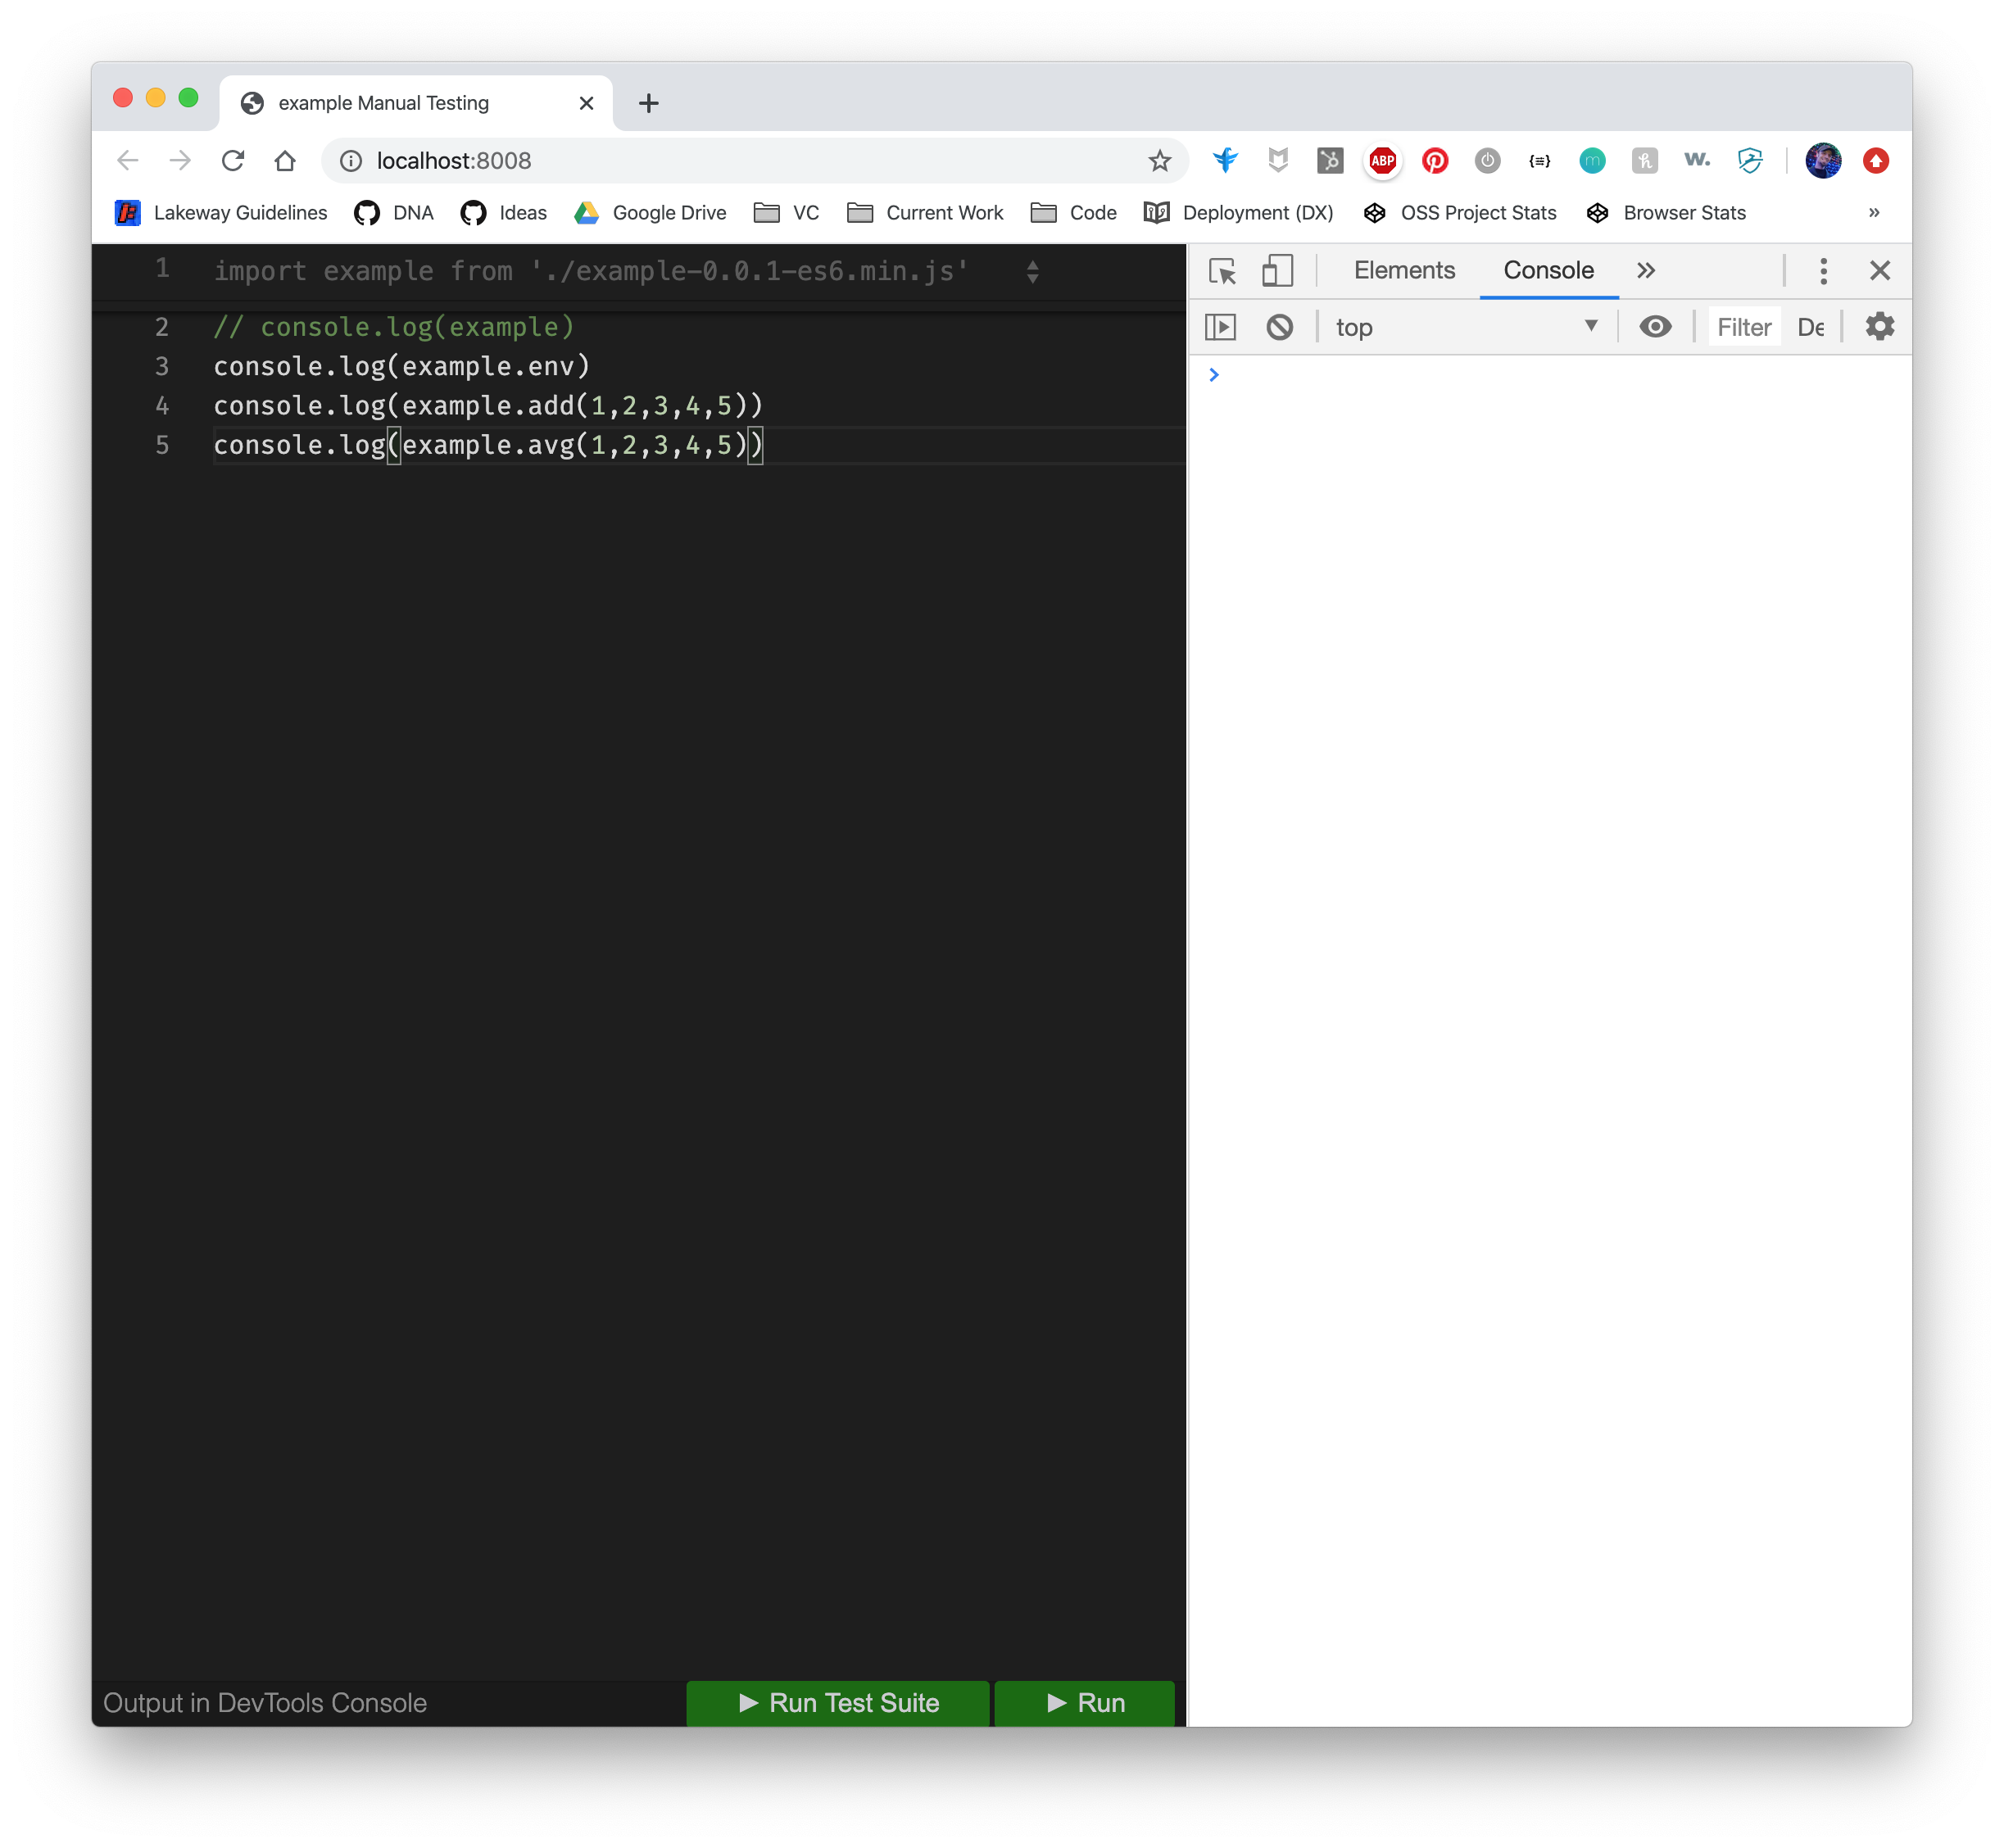 example Manual Testing
localhost:8008
ABP {≡} m h w.
Lakeway Guidelines DNA Ideas Google Drive VC Current Work Code Deployment (DX) OSS Project Stats Browser Stats »
Elements Console »
top Filter De
1 import example from './example-0.0.1-es6.min.js'
2 // console.log(example)
3 console.log(example.env)
4 console.log(example.add(1,2,3,4,5))
5 console.log(example.avg(1,2,3,4,5))
Output in DevTools Console ▶ Run Test Suite ▶ Run